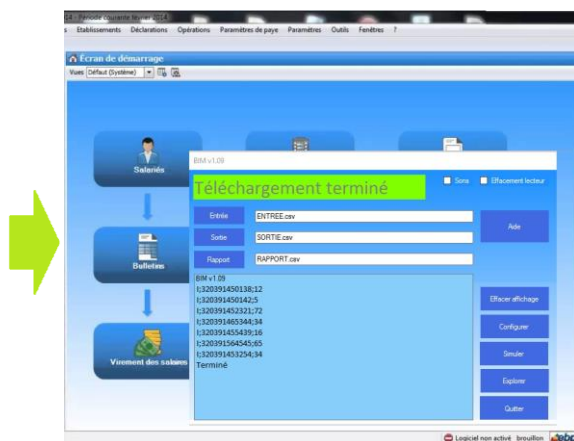 014 - Période courante février 2014
s Etablissements Déclarations Opérations Paramètres de paye Paramètres Outils Fenêtres ?
Ecran de démarrage
Vues Défaut (Système)
Salariés
BIM v1.09
Téléchargement terminé
Sons
Effacement lecteur
Entrée ENTREE.csv
Aide
Sortie SORTIE.csv
Rapport RAPPORT.csv
Bulletins
BIM v1.09
I;320391450138;12
I;320391450142;5
I;320391452321;72
I;320391465344;34
I;320391455439;16
I;320391564545;65
I;320391453254;34
Terminé
Effacer affichage
Configurer
Simuler
Explorer
Quitter
Virement des salaires
Logiciel non activé brouillon